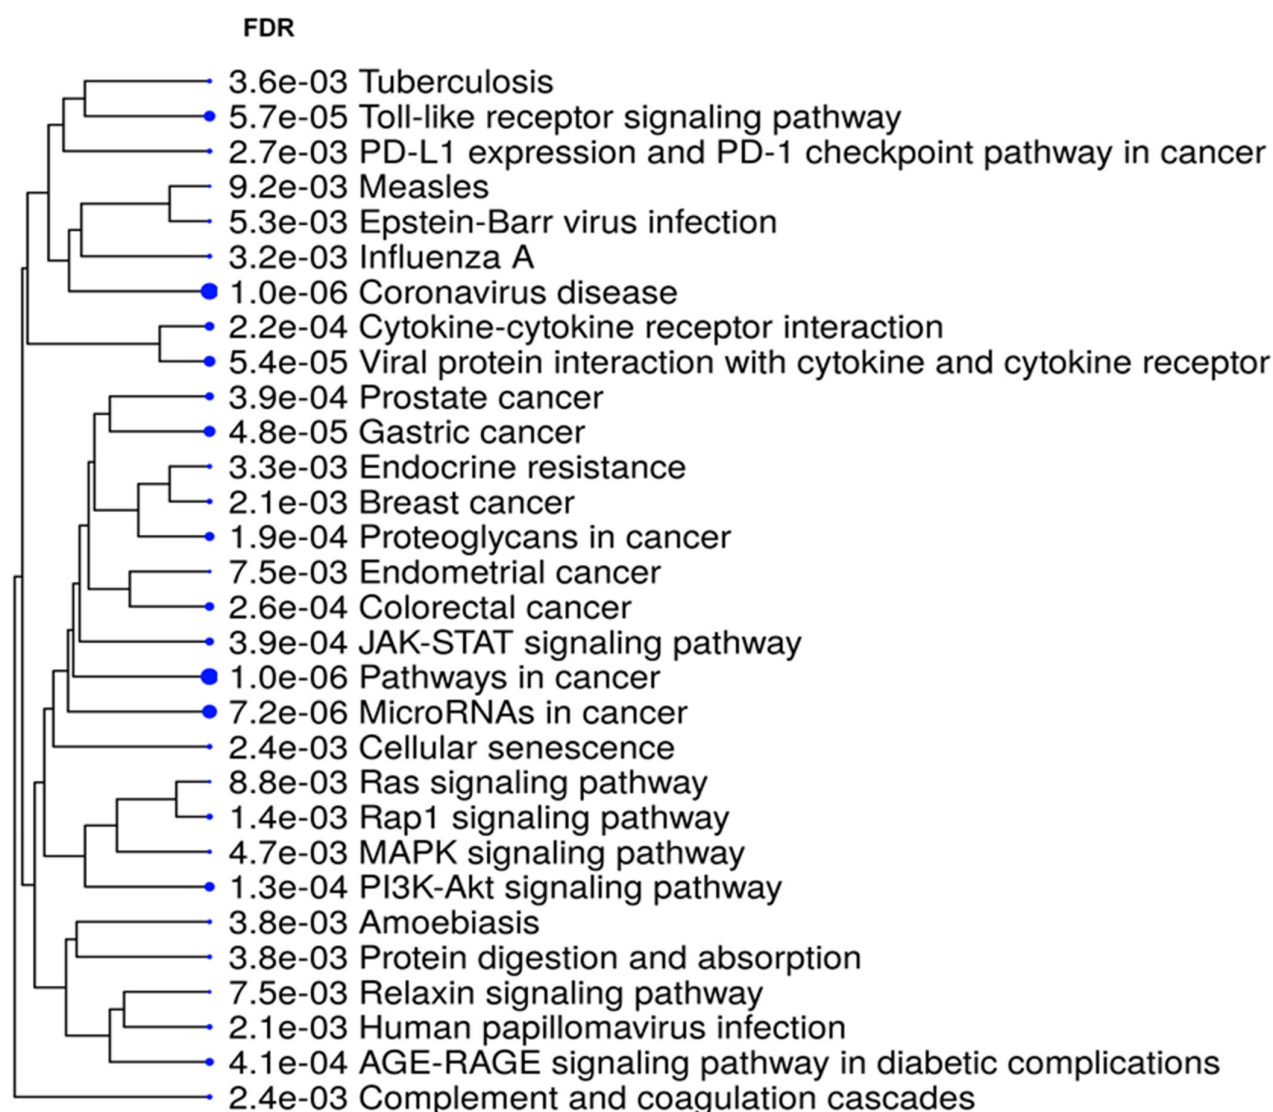 FDR
3.6e-03 Tuberculosis
5.7e-05 Toll-like receptor signaling pathway
2.7e-03 PD-L1 expression and PD-1 checkpoint pathway in cancer
9.2e-03 Measles
5.3e-03 Epstein-Barr virus infection
3.2e-03 Influenza A
1.0e-06 Coronavirus disease
2.2e-04 Cytokine-cytokine receptor interaction
5.4e-05 Viral protein interaction with cytokine and cytokine receptor
3.9e-04 Prostate cancer
4.8e-05 Gastric cancer
3.3e-03 Endocrine resistance
2.1e-03 Breast cancer
1.9e-04 Proteoglycans in cancer
7.5e-03 Endometrial cancer
2.6e-04 Colorectal cancer
3.9e-04 JAK-STAT signaling pathway
1.0e-06 Pathways in cancer
7.2e-06 MicroRNAs in cancer
2.4e-03 Cellular senescence
8.8e-03 Ras signaling pathway
1.4e-03 Rap1 signaling pathway
4.7e-03 MAPK signaling pathway
1.3e-04 PI3K-Akt signaling pathway
3.8e-03 Amoebiasis
3.8e-03 Protein digestion and absorption
7.5e-03 Relaxin signaling pathway
2.1e-03 Human papillomavirus infection
4.1e-04 AGE-RAGE signaling pathway in diabetic complications
2.4e-03 Complement and coagulation cascades